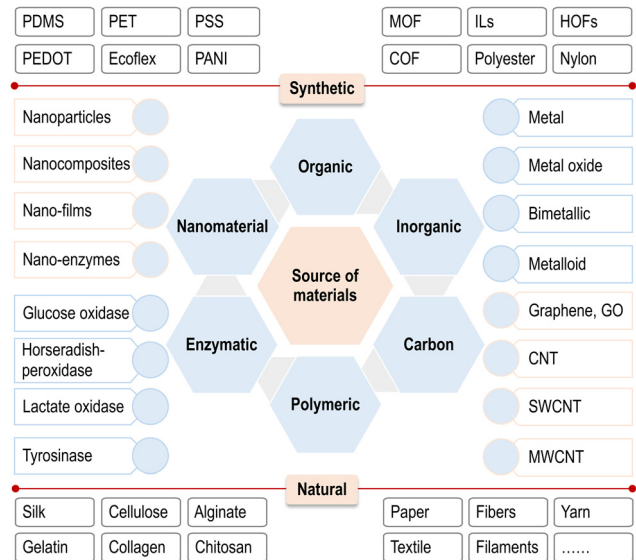 PDMS PET PSS MOF ILs HOFs
PEDOT Ecoflex PANI COF Polyester Nylon
Synthetic
Nanoparticles
Nanocomposites
Nano-films
Nano-enzymes
Glucose oxidase
Horseradish-
peroxidase
Lactate oxidase
Tyrosinase
Organic
Nanomaterial
Inorganic
Source of
materials
Enzymatic
Carbon
Polymeric
Metal
Metal oxide
Bimetallic
Metalloid
Graphene, GO
CNT
SWCNT
MWCNT
Natural
Silk Cellulose Alginate Paper Fibers Yarn
Gelatin Collagen Chitosan Textile Filaments ......